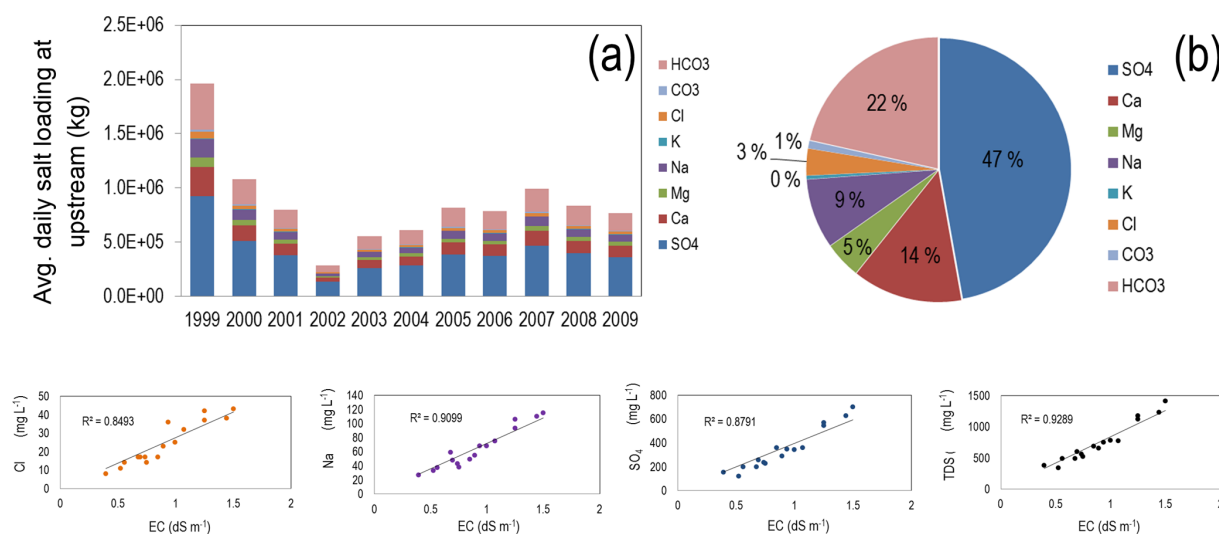 Avg. daily salt loading at
upstream (kg)
2.5E+06
2.0E+06
1.5E+06
1.0E+06
5.0E+05
0.0E+00
1999 2000 2001 2002 2003 2004 2005 2006 2007 2008 2009
(a)
HCO3
CO3
Cl
K
Na
Mg
Ca
SO4
(b)
47 %
14 %
5 %
9 %
0 %
3 %
1 %
22 %
SO4
Ca
Mg
Na
K
Cl
CO3
HCO3
Cl (mg L-1)
50
40
30
20
10
0
R² = 0.8493
0 0.5 1 1.5 2
EC (dS m-1)
Na (mg L-1)
140
120
100
80
60
40
20
0
R² = 0.9099
0 0.5 1 1.5 2
EC (dS m-1)
SO4 (mg L-1)
800
600
400
200
0
R² = 0.8791
0 0.5 1 1.5 2
EC (dS m-1)
TDS ( (mg L-1)
1500
1000
500
0
R² = 0.9289
0 0.5 1 1.5 2
EC (dS m-1)